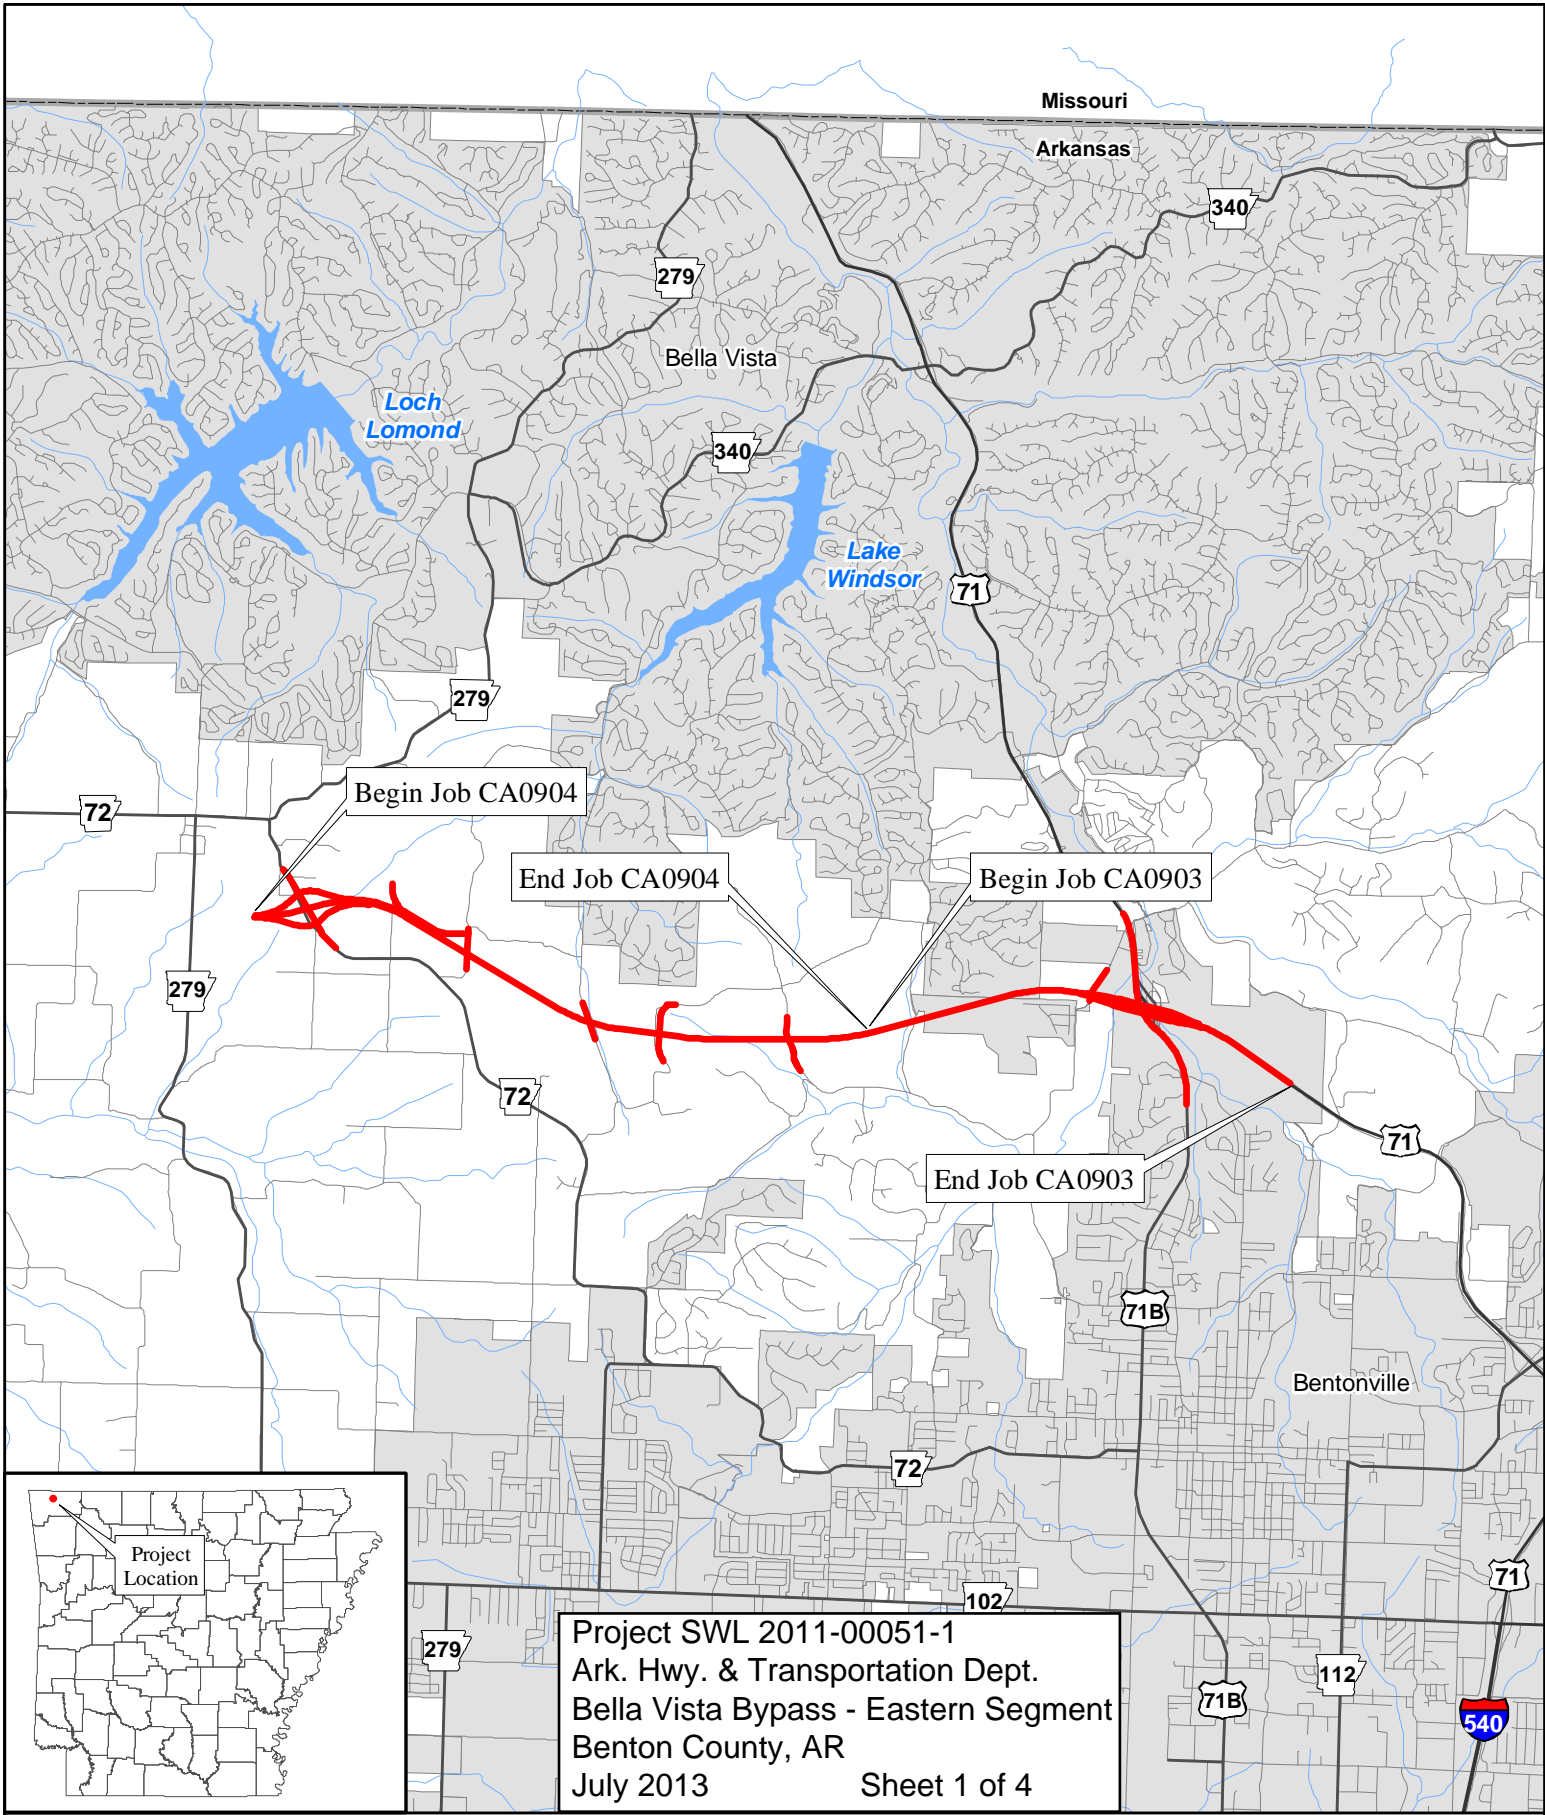 Missouri
Arkansas
340
279
Bella Vista
Loch
Lomond
340
Lake
Windsor
71
279
72
Begin Job CA0904
End Job CA0904
Begin Job CA0903
279
72
71
End Job CA0903
71B
Bentonville
72
Project
Location
71
102
279
112
71B
540
Project SWL 2011-00051-1
Ark. Hwy. & Transportation Dept.
Bella Vista Bypass - Eastern Segment
Benton County, AR
July 2013 Sheet 1 of 4